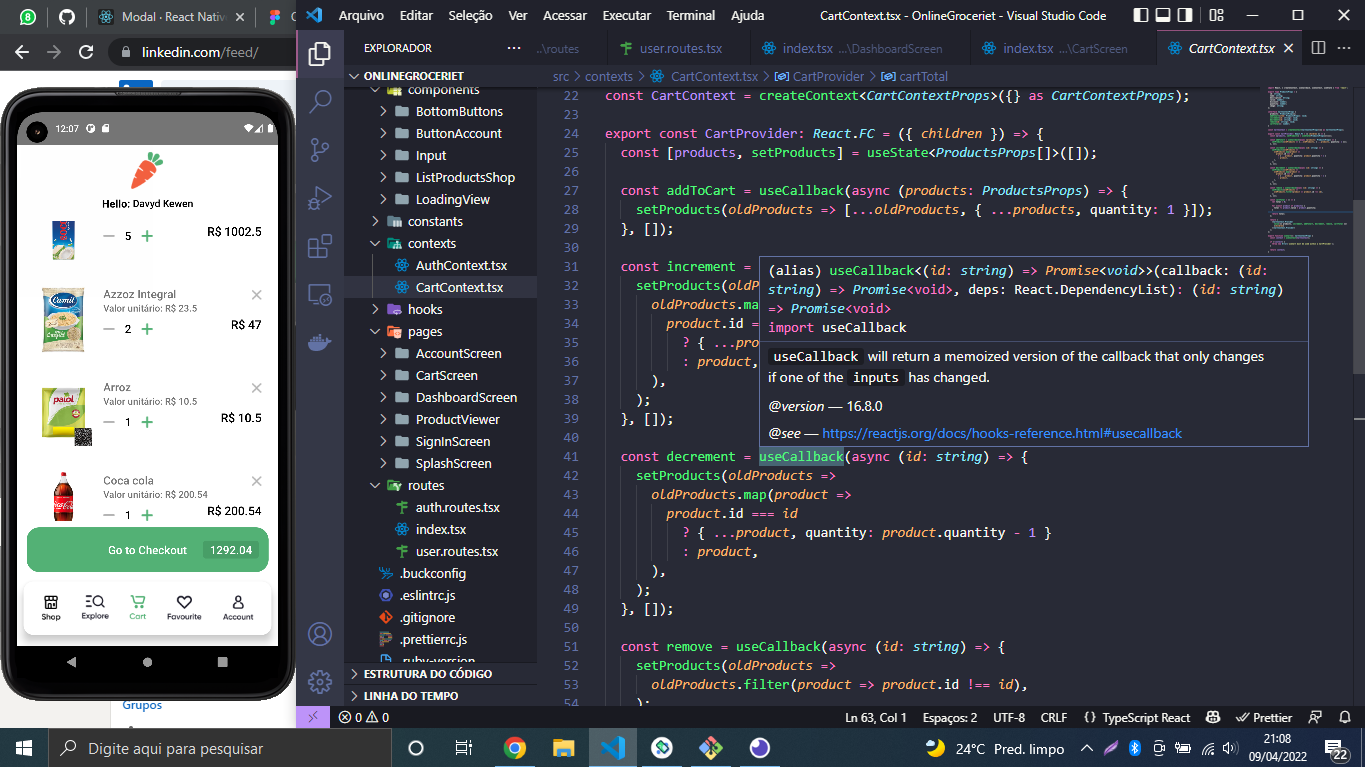 8
Modal · React Nativ
linkedin.com/feed/
12:07
Hello: Davyd Kewen
5
R$ 1002.5
Azzoz Integral
Valor unitário: R$ 23.5
2
R$ 47
Camil
Arroz
Valor unitário: R$ 10.5
1
R$ 10.5
Coca cola
Valor unitário: R$ 200.54
1
R$ 200.54
Go to Checkout 1292.04
Shop Explore Cart Favourite Account
Grupos
Arquivo Editar Seleção Ver Acessar Executar Terminal Ajuda
CartContext.tsx - OnlineGroceriet - Visual Studio Code
EXPLORADOR
...
ONLINEGROCERIET
components
BottomButtons
ButtonAccount
Input
ListProductsShop
LoadingView
constants
contexts
AuthContext.tsx
CartContext.tsx
hooks
pages
AccountScreen
CartScreen
DashboardScreen
ProductViewer
SignInScreen
SplashScreen
routes
auth.routes.tsx
index.tsx
user.routes.tsx
.buckconfig
.eslintrc.js
.gitignore
.prettierrc.js
.ruby-version
ESTRUTURA DO CÓDIGO
LINHA DO TEMPO
...\routes
user.routes.tsx
index.tsx ...\DashboardScreen
index.tsx ...\CartScreen
CartContext.tsx
src > contexts > CartContext.tsx > CartProvider > cartTotal
22 const CartContext = createContext<CartContextProps>({} as CartContextProps);
23
24 export const CartProvider: React.FC = ({ children }) => {
25 const [products, setProducts] = useState<ProductsProps[]>([]);
26
27 const addToCart = useCallback(async (products: ProductsProps) => {
28 setProducts(oldProducts => [...oldProducts, { ...products, quantity: 1 }]);
29 }, []);
30
31 const increment =
32 setProducts(oldP
33 oldProducts.ma
34 product.id =
35 ? { ...pro
36 : product,
37 ),
38 );
39 }, []);
40
(alias) useCallback<(id: string) => Promise<void>>(callback: (id:
string) => Promise<void>, deps: React.DependencyList): (id: string)
=> Promise<void>
import useCallback
useCallback will return a memoized version of the callback that only changes
if one of the inputs has changed.
@version — 16.8.0
@see — https://reactjs.org/docs/hooks-reference.html#usecallback
41 const decrement = useCallback(async (id: string) => {
42 setProducts(oldProducts =>
43 oldProducts.map(product =>
44 product.id === id
45 ? { ...product, quantity: product.quantity - 1 }
46 : product,
47 ),
48 );
49 }, []);
50
51 const remove = useCallback(async (id: string) => {
52 setProducts(oldProducts =>
53 oldProducts.filter(product => product.id !== id),
54 );
0 0
Ln 63, Col 1 Espaços: 2 UTF-8 CRLF {} TypeScript React Prettier
Digite aqui para pesquisar
24°C Pred. limpo
21:08
09/04/2022
22